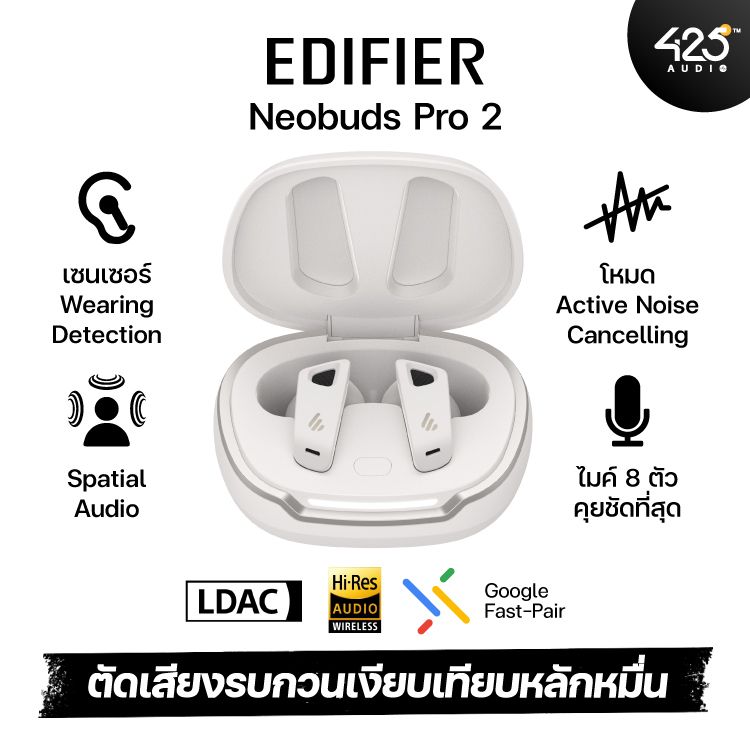 EDIFIER
Neobuds Pro 2
425™
AUDIO
เซนเซอร์
Wearing
Detection
โหมด
Active Noise
Cancelling
Spatial
Audio
ไมค์ 8 ตัว
คุยชัดที่สุด
LDAC
Hi-Res
AUDIO
WIRELESS
Google
Fast-Pair
ตัดเสียงรบกวนเงียบเทียบหลักหมื่น